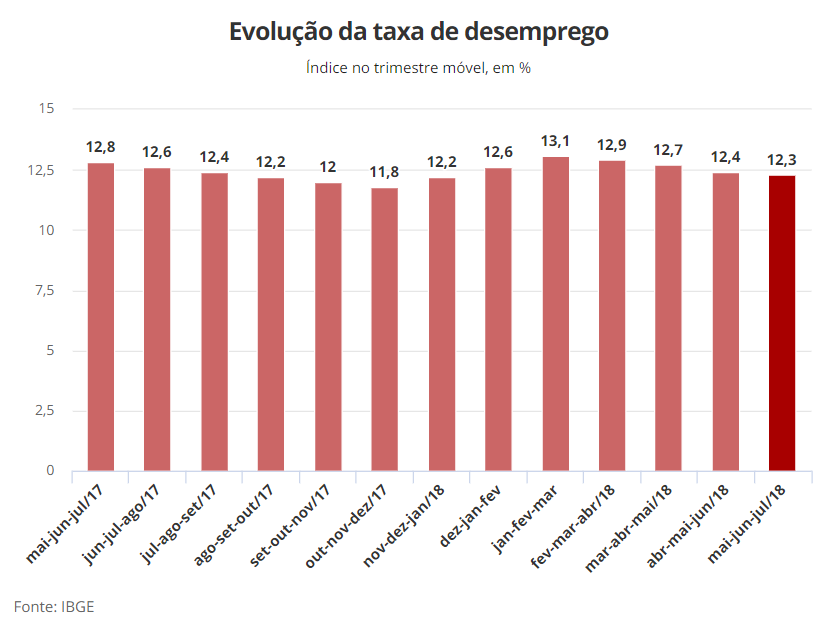 Evolução da taxa de desemprego
Índice no trimestre móvel, em %
15
12,5
10
7,5
5
2,5
0
12,8
12,6
12,4
12,2
12
11,8
12,2
12,6
13,1
12,9
12,7
12,4
12,3
mai-jun-jul/17
jun-jul-ago/17
jul-ago-set/17
ago-set-out/17
set-out-nov/17
out-nov-dez/17
nov-dez-jan/18
dez-jan-fev
jan-fev-mar
fev-mar-abr/18
mar-abr-mai/18
abr-mai-jun/18
mai-jun-jul/18
Fonte: IBGE